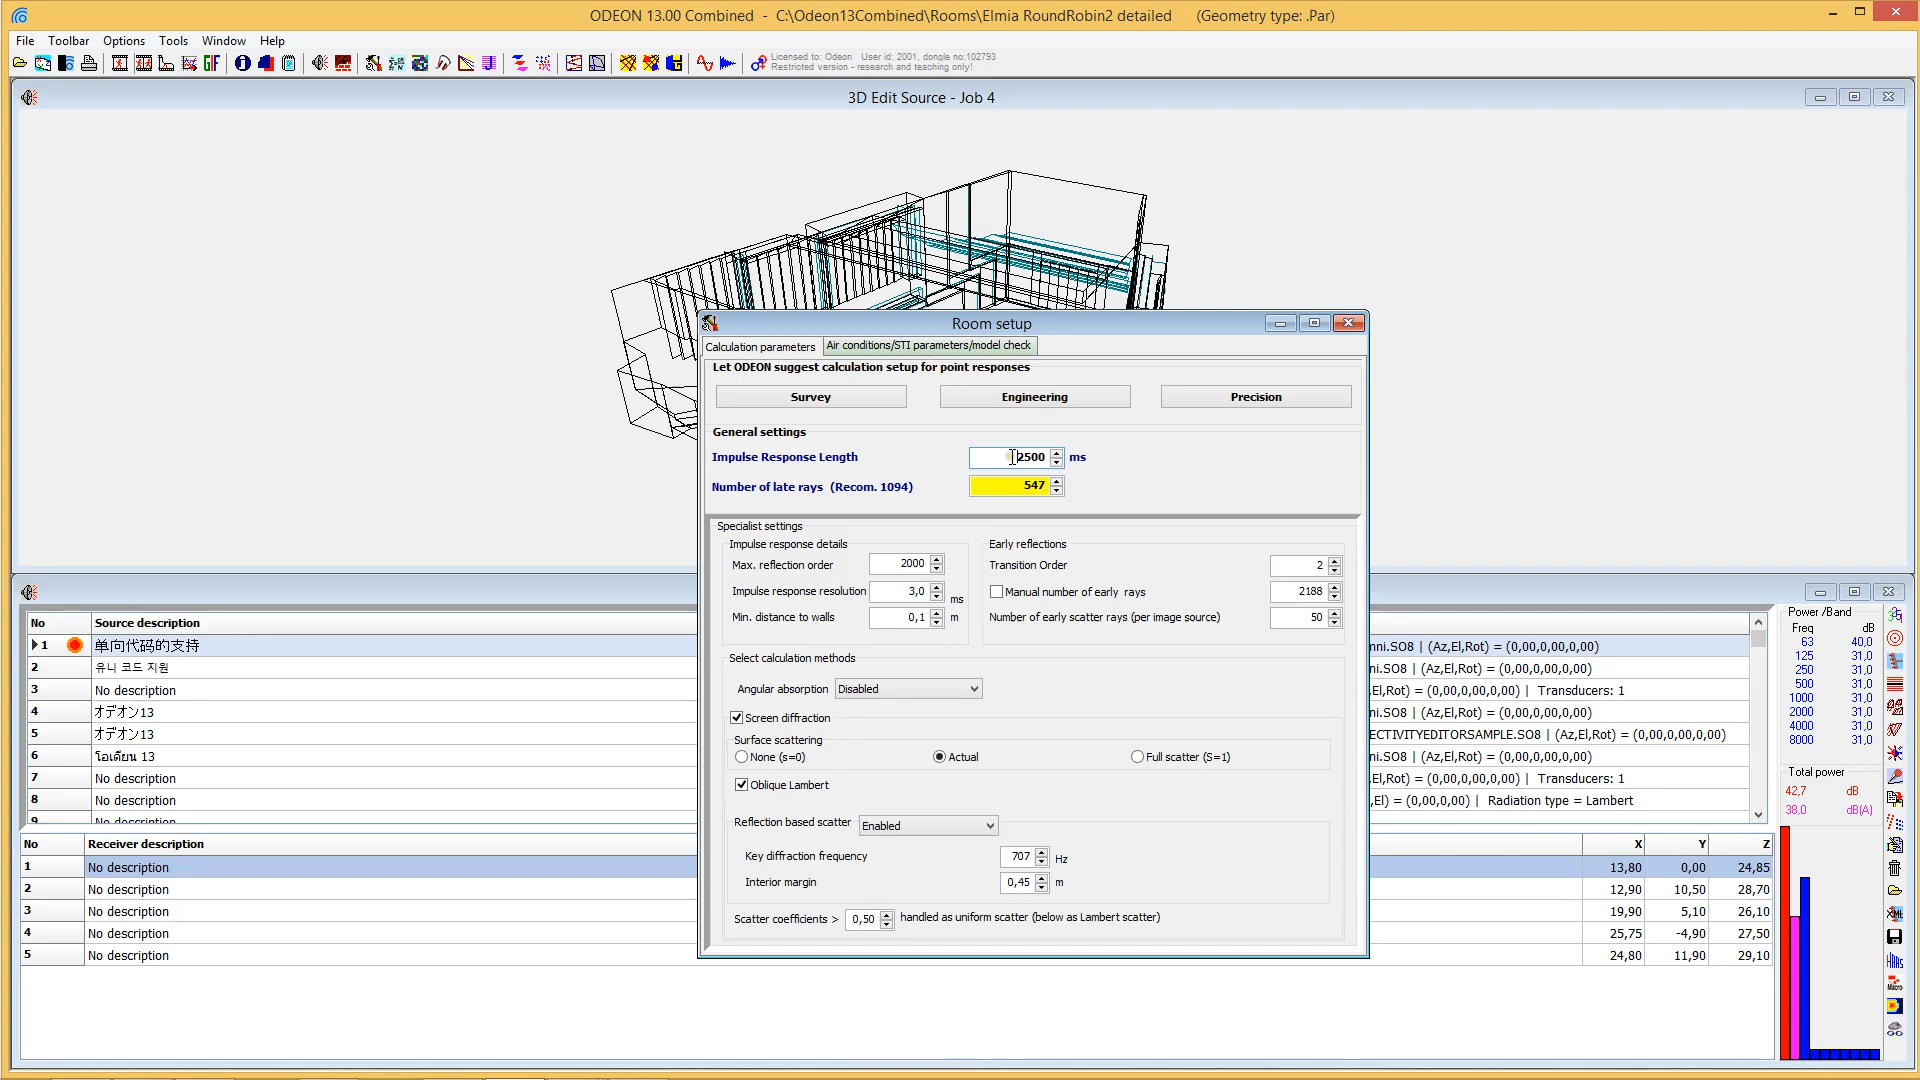 ODEON 13.00 Combined - C:\Odeon13Combined\Rooms\Elmia RoundRobin2 detailed (Geometry type: .Par)
File Toolbar Options Tools Window Help
Licensed to: Odeon User id: 2001, dongle no:102793
Restricted version - research and teaching only!
3D Edit Source - Job 4
Room setup
Calculation parameters Air conditions/STI parameters/model check
Let ODEON suggest calculation setup for point responses
Survey Engineering Precision
General settings
Impulse Response Length 2500 ms
Number of late rays (Recom. 1094) 547
Specialist settings
Impulse response details
Max. reflection order 2000
Impulse response resolution 3,0 ms
Min. distance to walls 0,1 m
Early reflections
Transition Order 2
Manual number of early rays 2188
Number of early scatter rays (per image source) 50
Select calculation methods
Angular absorption Disabled
Screen diffraction
Surface scattering
None (s=0) Actual Full scatter (S=1)
Oblique Lambert
Reflection based scatter Enabled
Key diffraction frequency 707 Hz
Interior margin 0,45 m
Scatter coefficients > 0,50 handled as uniform scatter (below as Lambert scatter)
No Source description
1 单向代码的支持 nni.SO8 | (Az,El,Rot) = (0,00,0,00,0,00)
2 유니 코드 지원 ni.SO8 | (Az,El,Rot) = (0,00,0,00,0,00)
3 No description El,Rot) = (0,00,0,00,0,00) | Transducers: 1
4 オデオン13 ni.SO8 | (Az,El,Rot) = (0,00,0,00,0,00)
5 オデオン13 ECTIVITYEDITORSAMPLE.SO8 | (Az,El,Rot) = (0,00,0,00,0,00)
6 โอเดียน 13 ni.SO8 | (Az,El,Rot) = (0,00,0,00,0,00)
7 No description El,Rot) = (0,00,0,00,0,00) | Transducers: 1
8 No description ,El) = (0,00,0,00) | Radiation type = Lambert
9 No description
No Receiver description X Y Z
1 No description 13,80 0,00 24,85
2 No description 12,90 10,50 28,70
3 No description 19,90 5,10 26,10
4 No description 25,75 -4,90 27,50
5 No description 24,80 11,90 29,10
Power /Band
Freq dB
63 40,0
125 31,0
250 31,0
500 31,0
1000 31,0
2000 31,0
4000 31,0
8000 31,0
Total power
42,7 dB
38,0 dB(A)